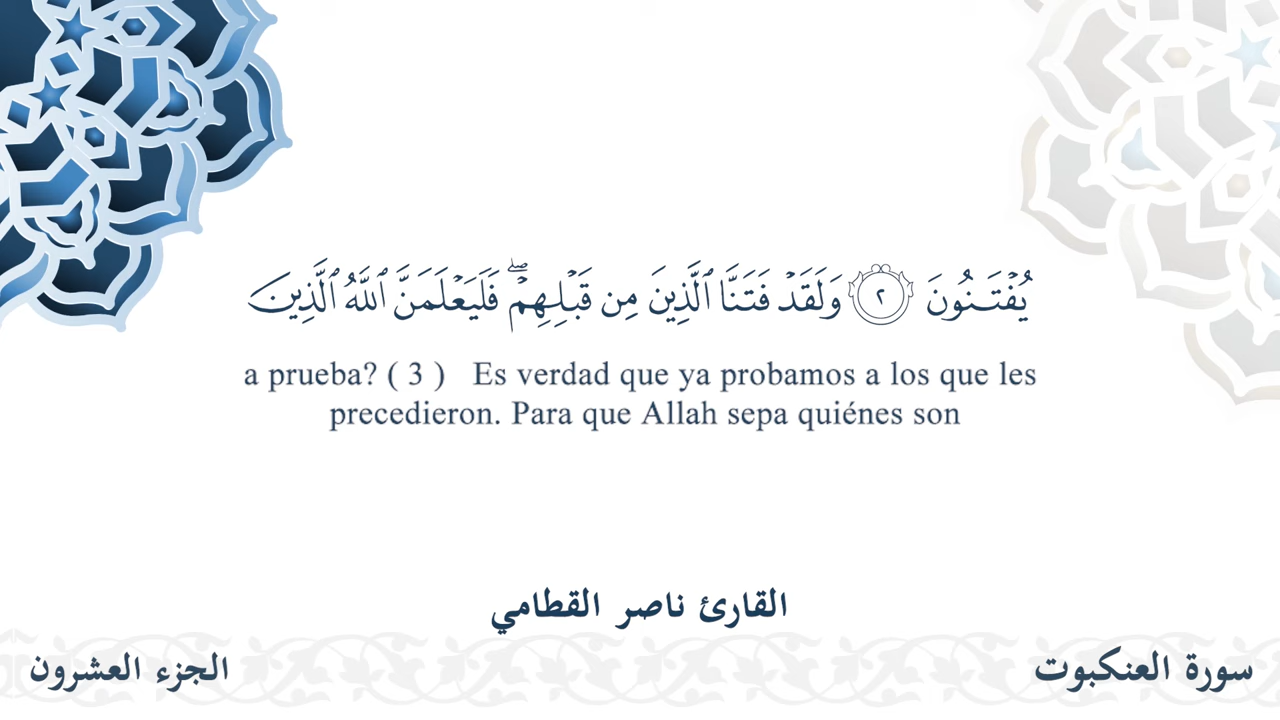 يُفْتَنُونَ ٢ وَلَقَدْ فَتَنَّا ٱلَّذِينَ مِن قَبْلِهِمْۖ فَلَيَعْلَمَنَّ ٱللَّهُ ٱلَّذِينَ
a prueba? ( 3 ) Es verdad que ya probamos a los que les
precedieron. Para que Allah sepa quiénes son
القارئ ناصر القطامي
سورة العنكبوت
الجزء العشرون